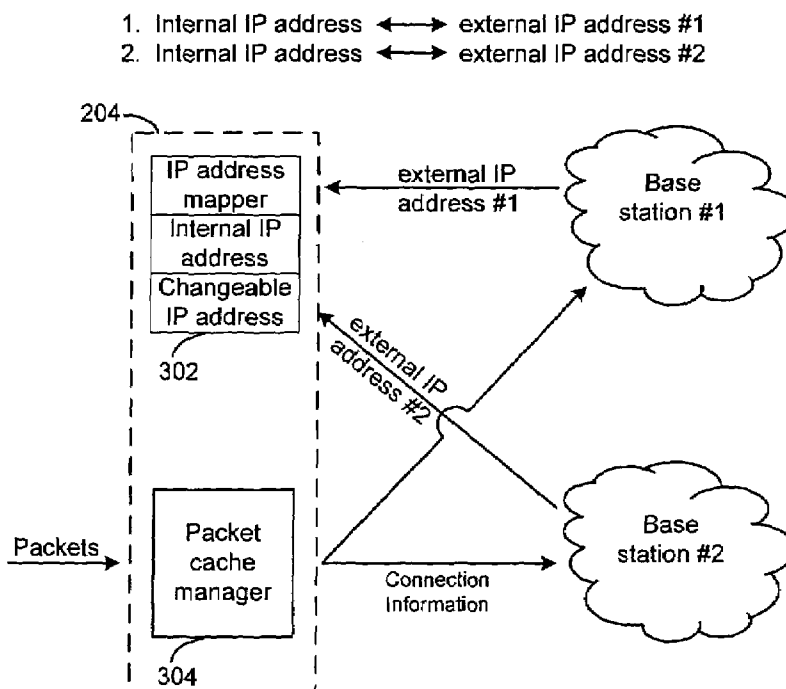 1. Internal IP address external IP address #1
2. Internal IP address external IP address #2
204
IP address
mapper
Internal IP
address
Changeable
IP address
302
external IP
address #1
Base
station #1
external IP
address #2
Packets
Packet
cache
manager
304
Connection
Information
Base
station #2